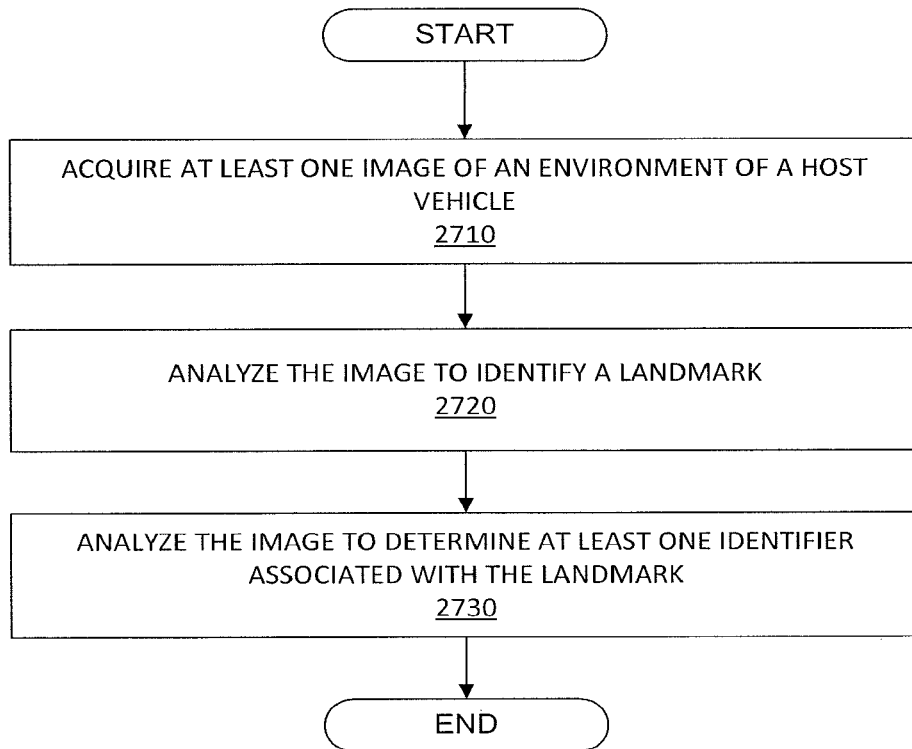 START
ACQUIRE AT LEAST ONE IMAGE OF AN ENVIRONMENT OF A HOST
VEHICLE
2710
ANALYZE THE IMAGE TO IDENTIFY A LANDMARK
2720
ANALYZE THE IMAGE TO DETERMINE AT LEAST ONE IDENTIFIER
ASSOCIATED WITH THE LANDMARK
2730
END